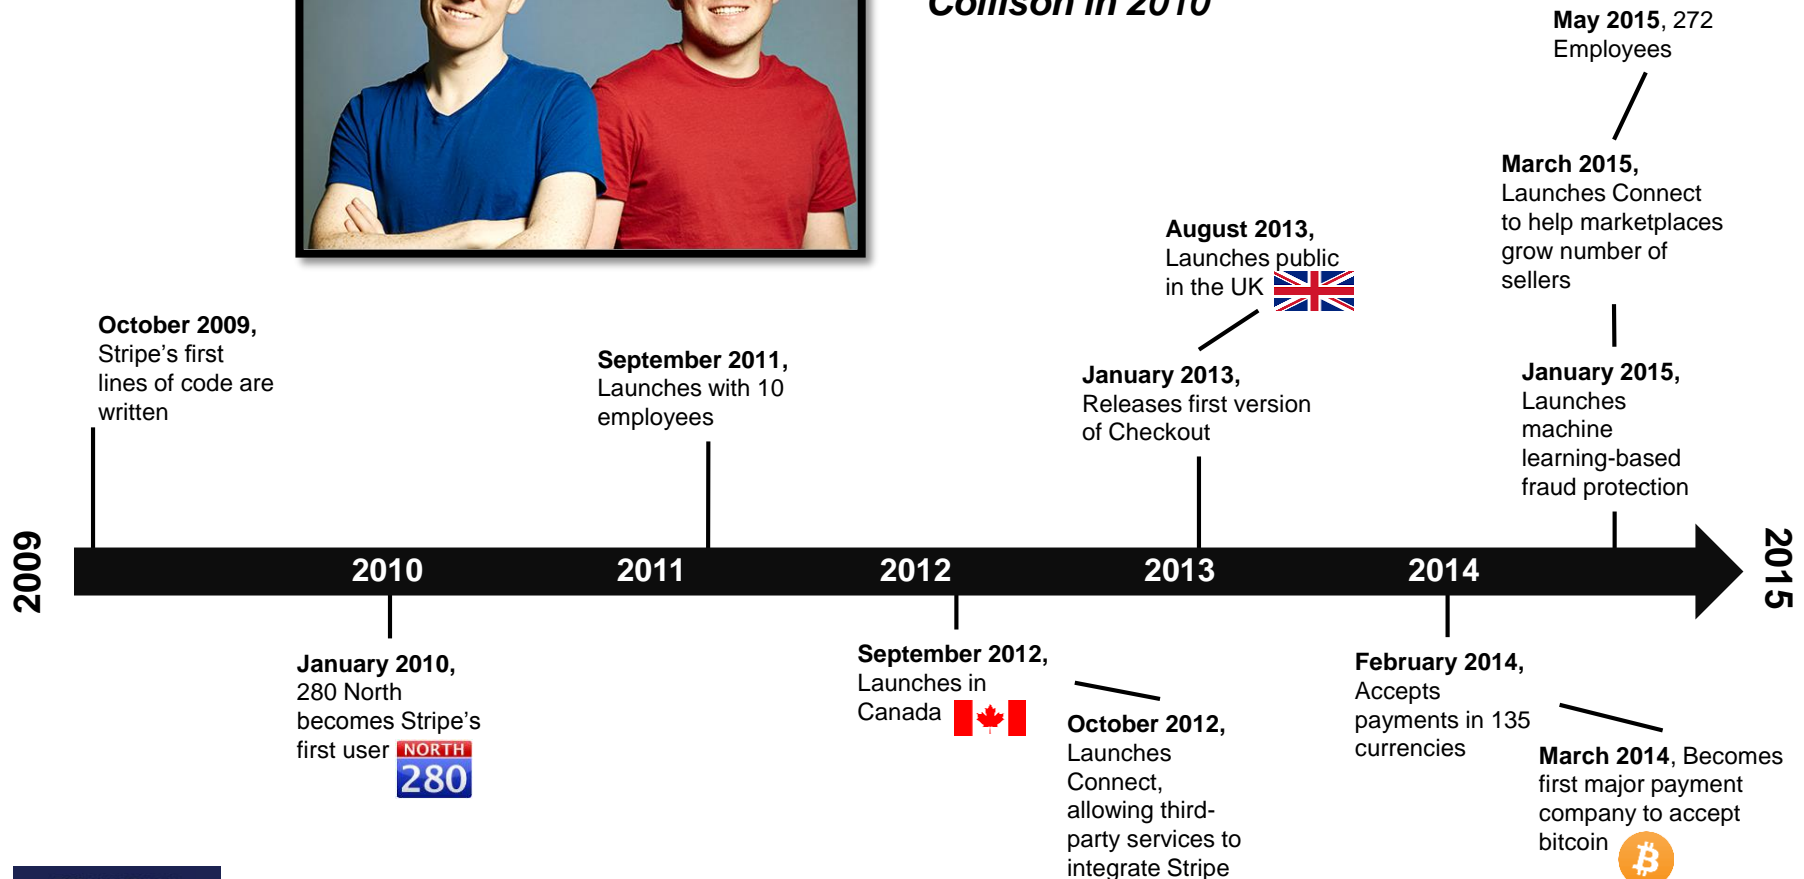 Collison in 2010
May 2015, 272
Employees
March 2015,
Launches Connect
to help marketplaces
grow number of
sellers
August 2013,
Launches public
in the UK
October 2009,
Stripe’s first
lines of code are
written
September 2011,
Launches with 10
employees
January 2013,
Releases first version
of Checkout
January 2015,
Launches
machine
learning-based
fraud protection
2009
2010
2011
2012
2013
2014
2015
January 2010,
280 North
becomes Stripe’s
first user
NORTH
280
September 2012,
Launches in
Canada
October 2012,
Launches
Connect,
allowing third-
party services to
integrate Stripe
February 2014,
Accepts
payments in 135
currencies
March 2014, Becomes
first major payment
company to accept
bitcoin